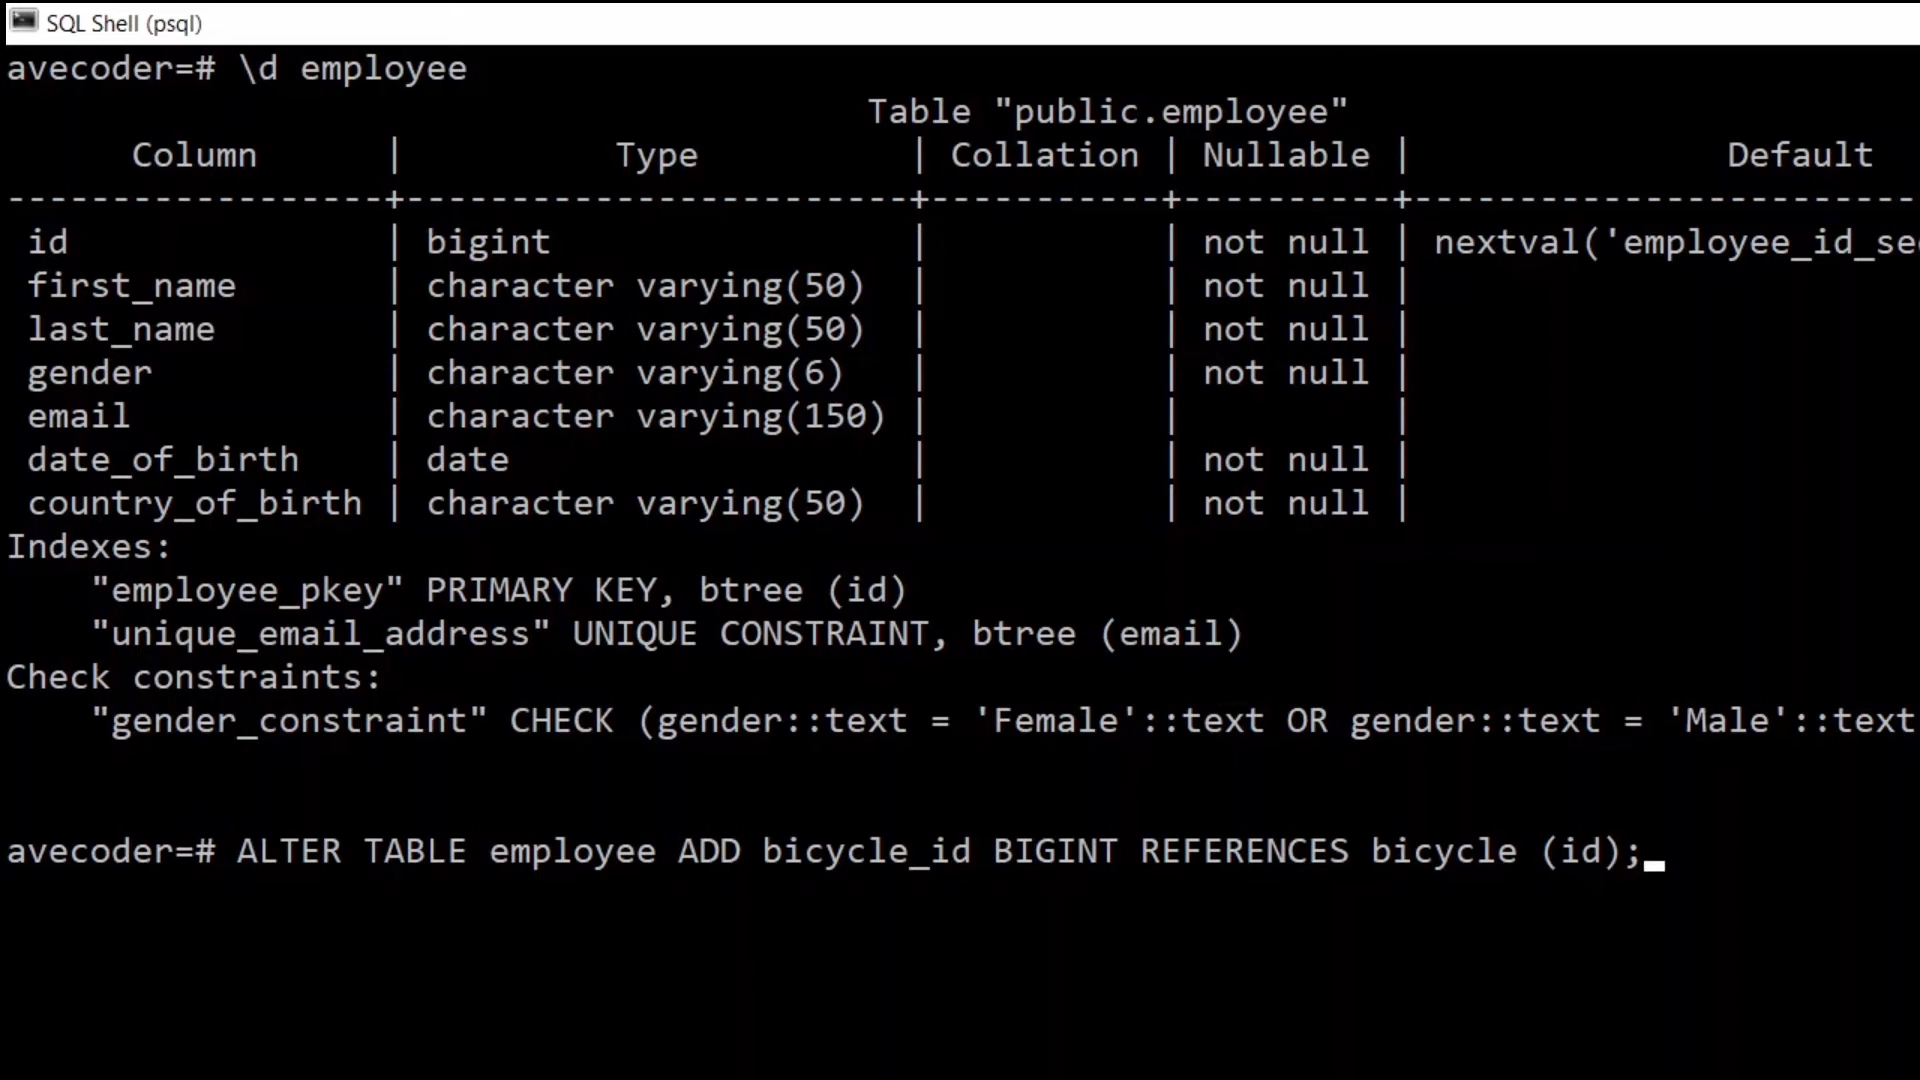 SQL Shell (psql)
avecoder=# \d employee
Table "public.employee"
Column | Type | Collation | Nullable | Default
------------------+------------------------+-----------+----------+------------------------
id | bigint | | not null | nextval('employee_id_se
first_name | character varying(50) | | not null |
last_name | character varying(50) | | not null |
gender | character varying(6) | | not null |
email | character varying(150) | | |
date_of_birth | date | | not null |
country_of_birth | character varying(50) | | not null |
Indexes:
"employee_pkey" PRIMARY KEY, btree (id)
"unique_email_address" UNIQUE CONSTRAINT, btree (email)
Check constraints:
"gender_constraint" CHECK (gender::text = 'Female'::text OR gender::text = 'Male'::text
avecoder=# ALTER TABLE employee ADD bicycle_id BIGINT REFERENCES bicycle (id);